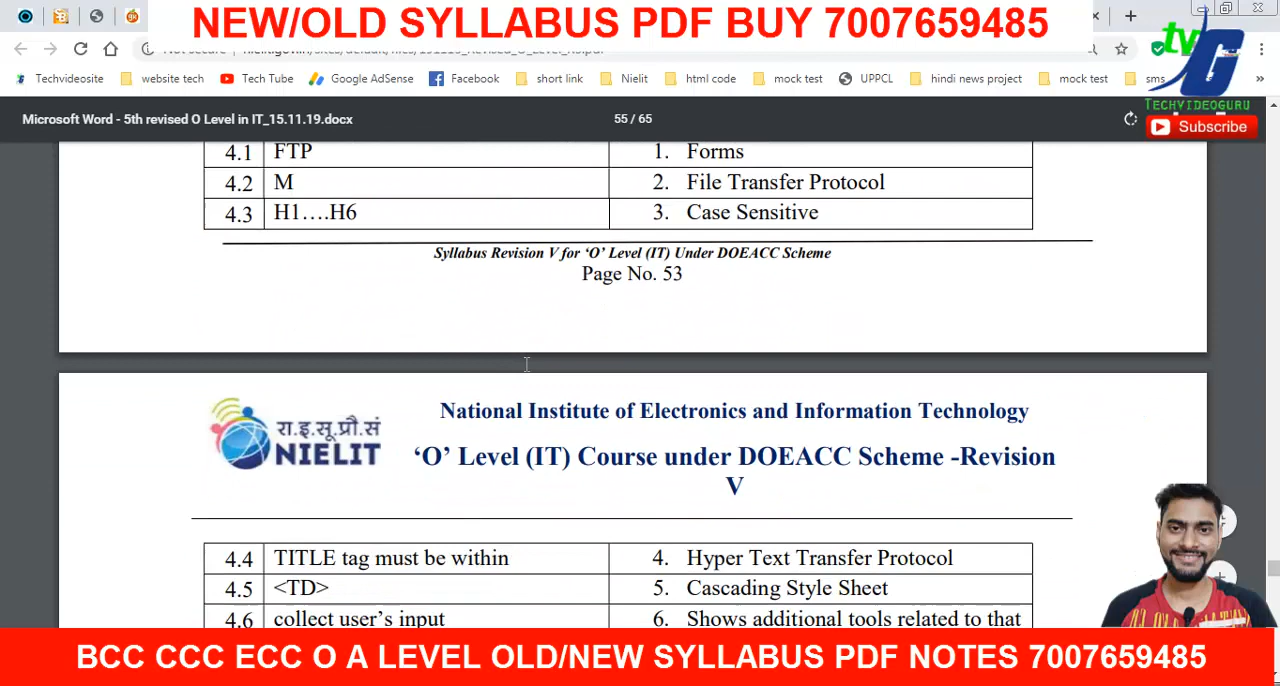 NEW/OLD SYLLABUS PDF BUY 7007659485
Techvideosite website tech Tech Tube Google AdSense Facebook short link Nielit html code mock test UPPCL hindi news project mock test sms »
tv G
TECHVIDEOGURU
Subscribe
Microsoft Word - 5th revised O Level in IT_15.11.19.docx 55 / 65
4.1 FTP 1. Forms
4.2 M 2. File Transfer Protocol
4.3 H1….H6 3. Case Sensitive
Syllabus Revision V for ‘O’ Level (IT) Under DOEACC Scheme
Page No. 53
रा.इ.सू.प्रौ.सं
NIELIT
National Institute of Electronics and Information Technology
‘O’ Level (IT) Course under DOEACC Scheme -Revision
V
4.4 TITLE tag must be within 4. Hyper Text Transfer Protocol
4.5 <TD> 5. Cascading Style Sheet
4.6 collect user’s input 6. Shows additional tools related to that
BCC CCC ECC O A LEVEL OLD/NEW SYLLABUS PDF NOTES 7007659485